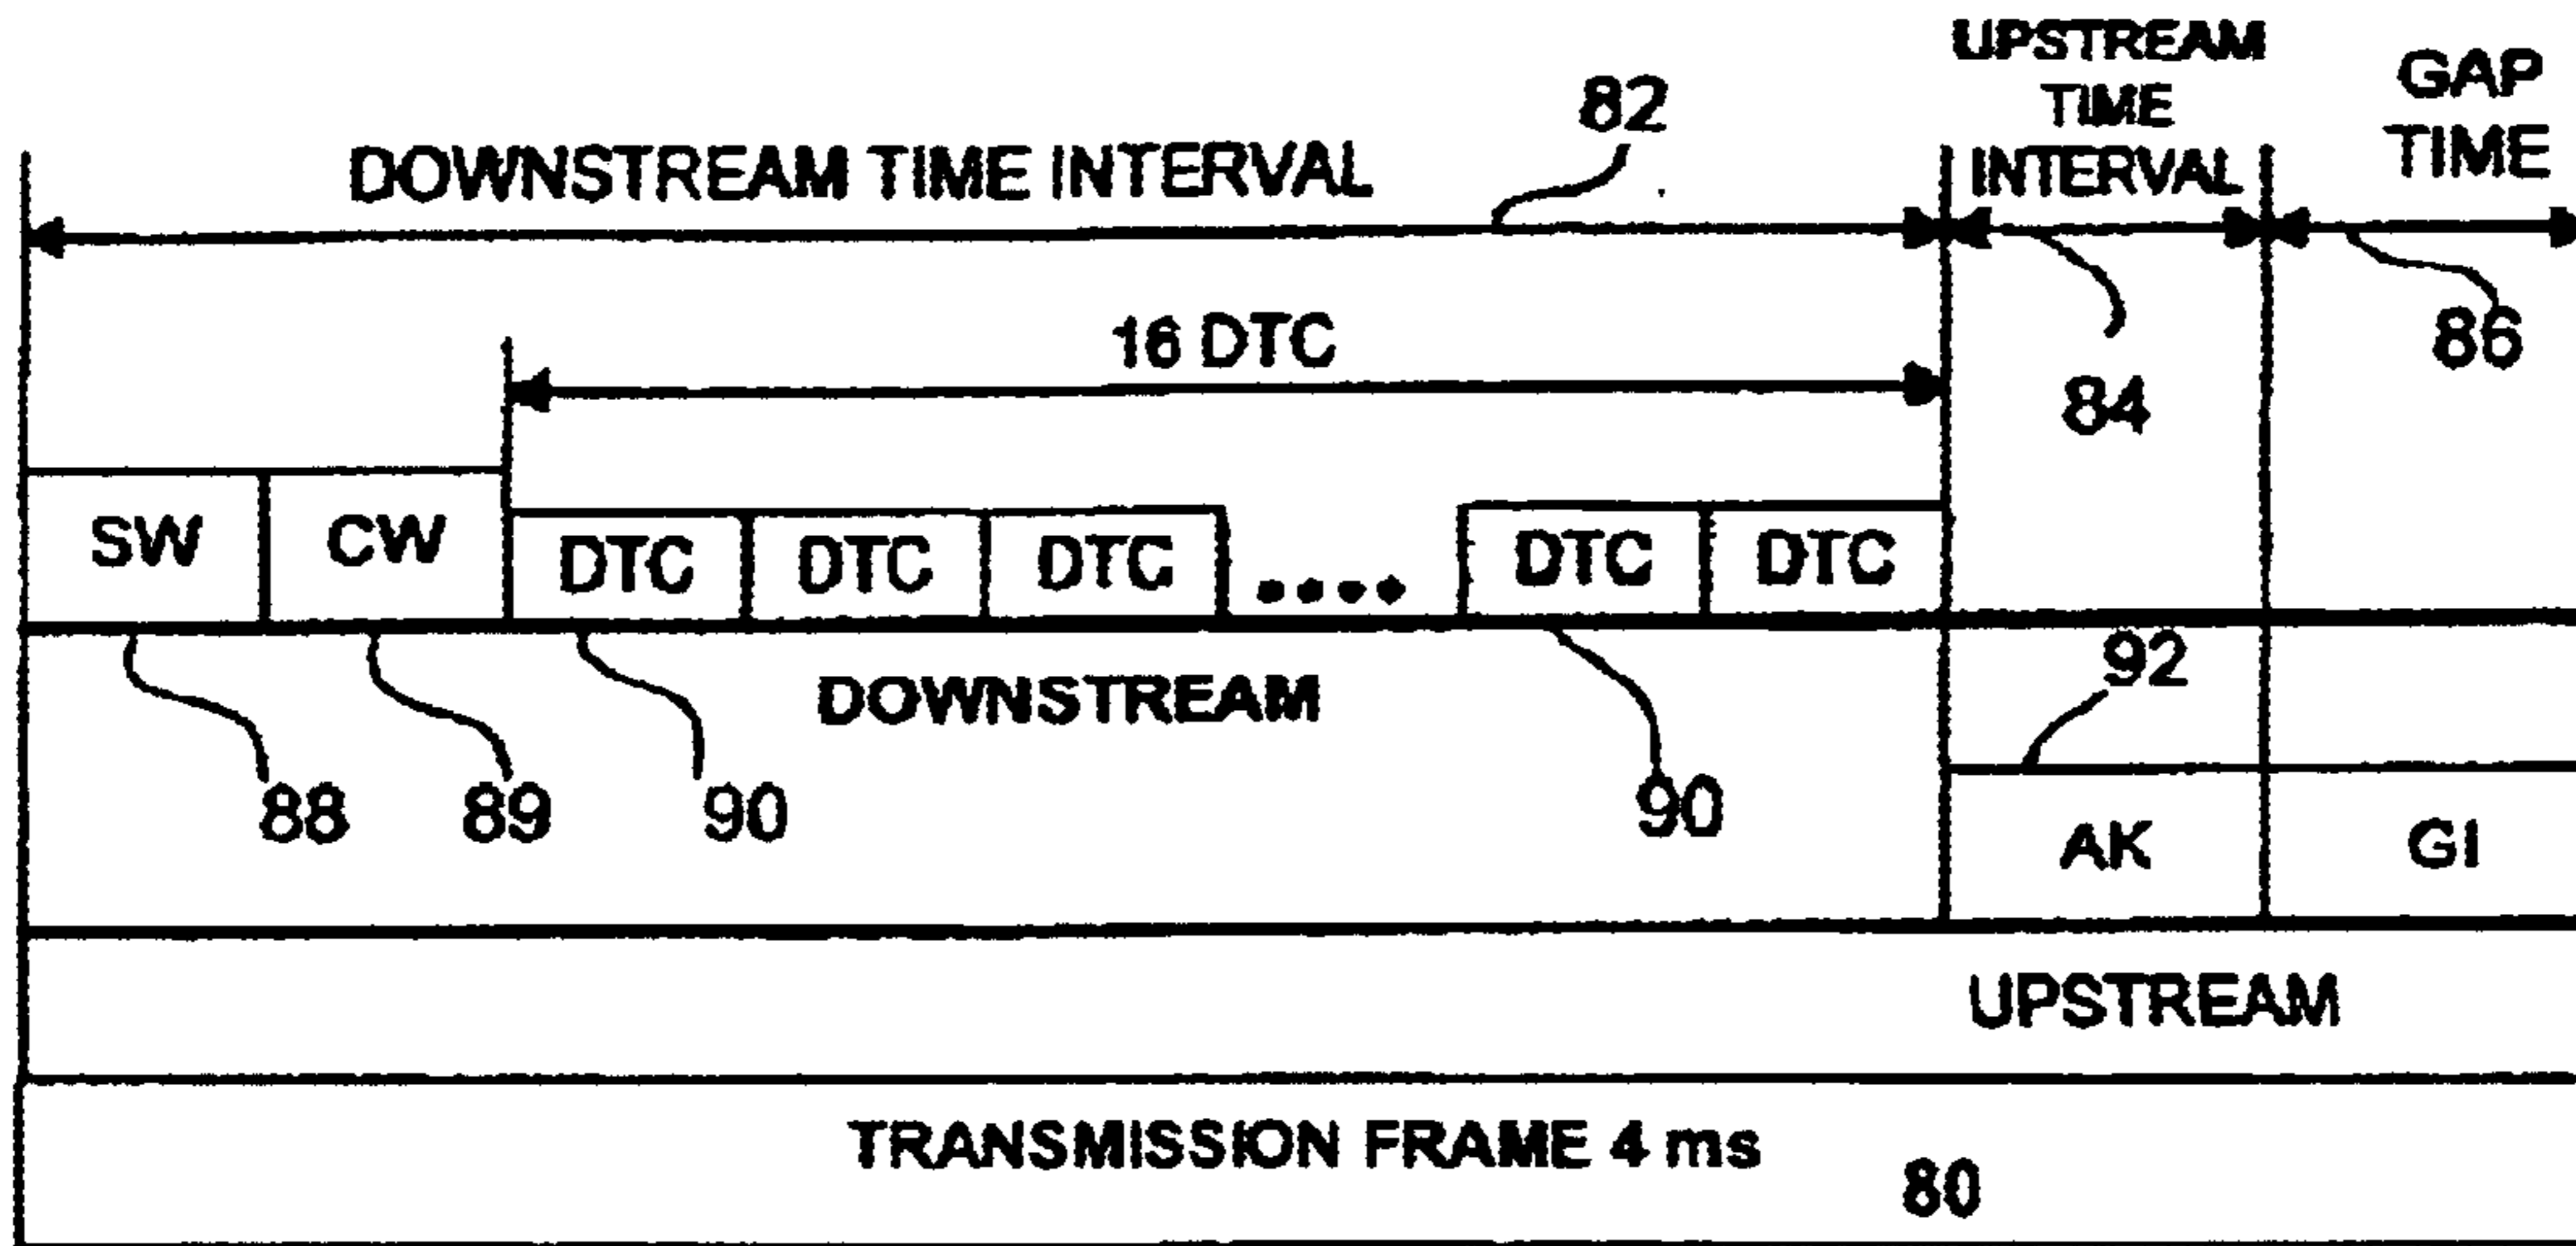 UPSTREAM
TIME
INTERVAL
GAP
TIME
82
DOWNSTREAM TIME INTERVAL
16 DTC
84
86
SW
CW
DTC
DTC
DTC
....
DTC
DTC
92
DOWNSTREAM
88
89
90
90
AK
GI
UPSTREAM
TRANSMISSION FRAME 4 ms
80